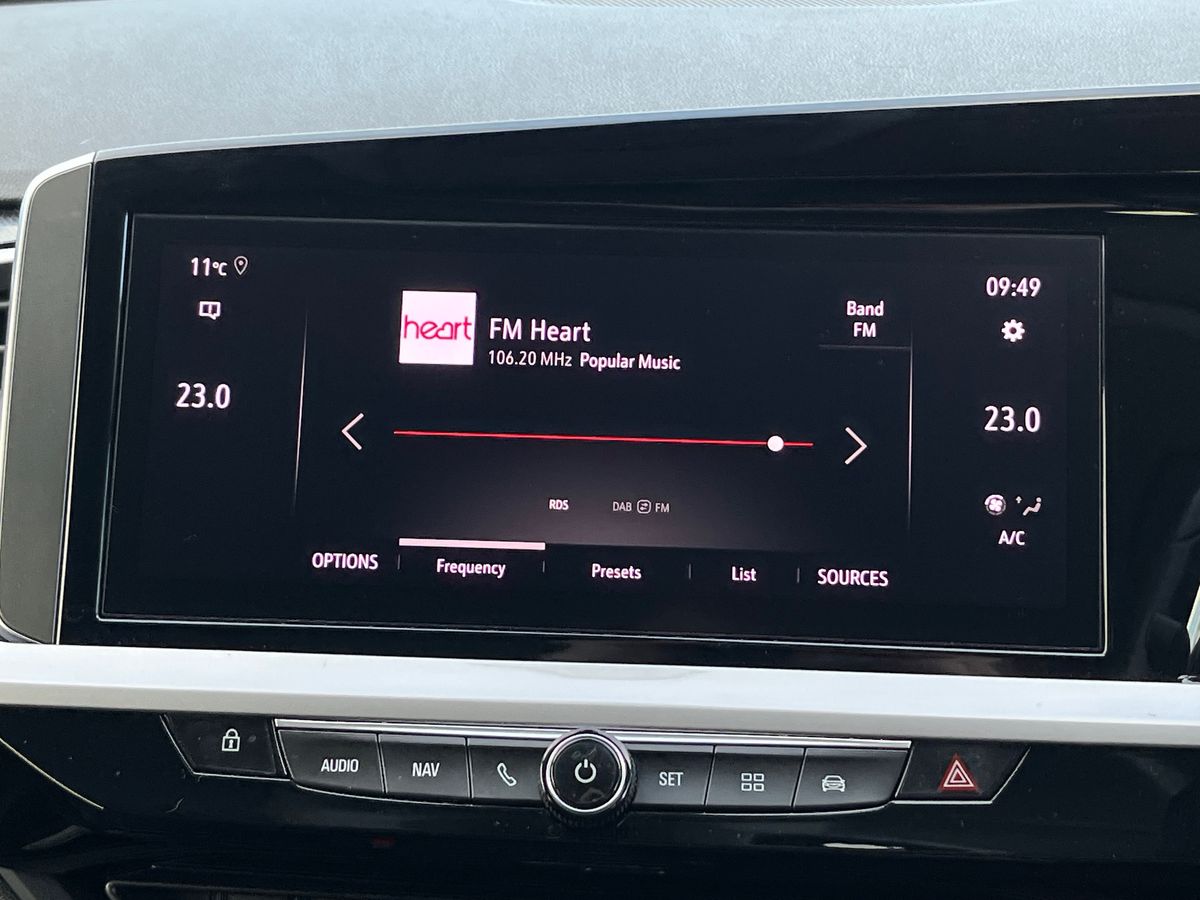 11°C
23.0
heart
FM Heart
106.20 MHz Popular Music
Band
FM
09:49
23.0
A/C
RDS
DAB FM
OPTIONS
Frequency
Presets
List
SOURCES
AUDIO
NAV
SET